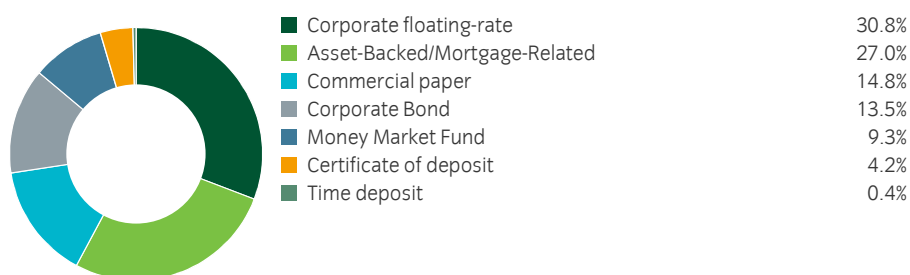 Corporate floating-rate 30.8%
Asset-Backed/Mortgage-Related 27.0%
Commercial paper 14.8%
Corporate Bond 13.5%
Money Market Fund 9.3%
Certificate of deposit 4.2%
Time deposit 0.4%